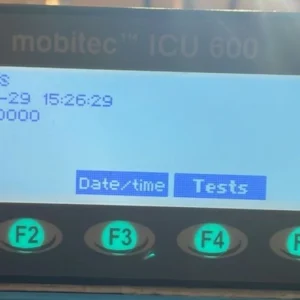 mobitec™ ICU 600
S
-29 15:26:29
0000
Date/time Tests
F2 F3 F4 F